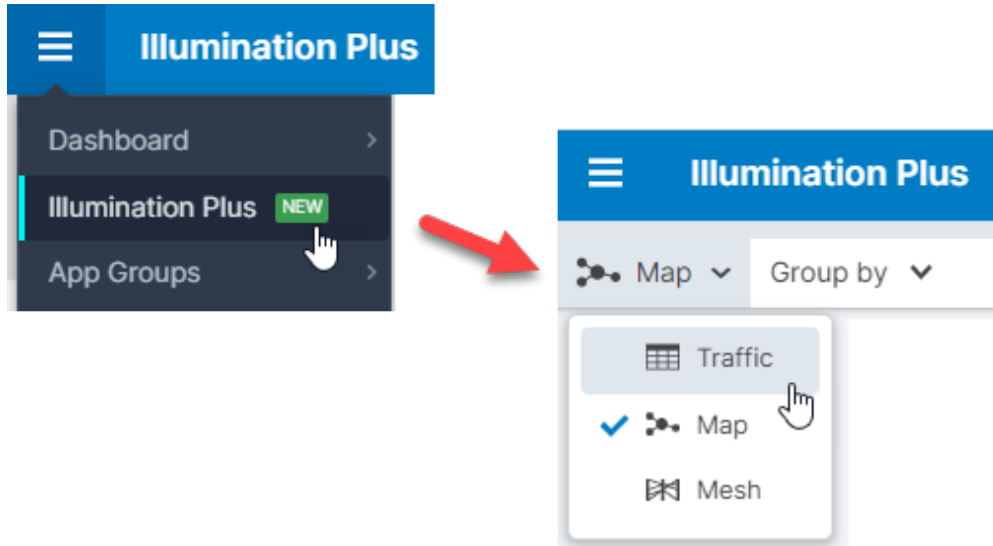 Illumination Plus
Dashboard
Illumination Plus NEW
App Groups
Illumination Plus
Map Group by
Traffic
Map
Mesh